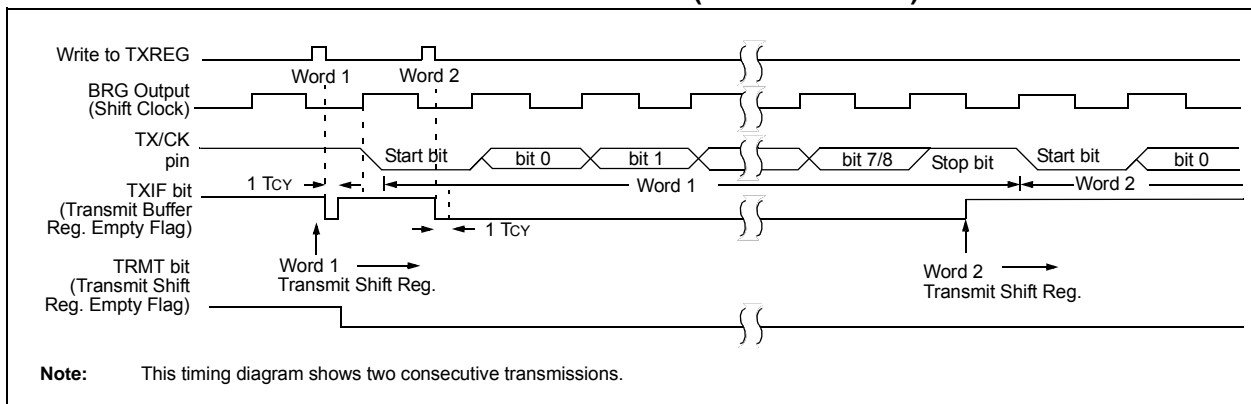 Write to TXREG
Word 1
Word 2
BRG Output
(Shift Clock)
TX/CK
pin
Start bit
bit 0
bit 1
bit 7/8
Stop bit
Start bit
bit 0
1 TCY
Word 1
Word 2
TXIF bit
(Transmit Buffer
Reg. Empty Flag)
1 TCY
Word 1
Transmit Shift Reg.
Word 2
Transmit Shift Reg.
TRMT bit
(Transmit Shift
Reg. Empty Flag)
Note: This timing diagram shows two consecutive transmissions.